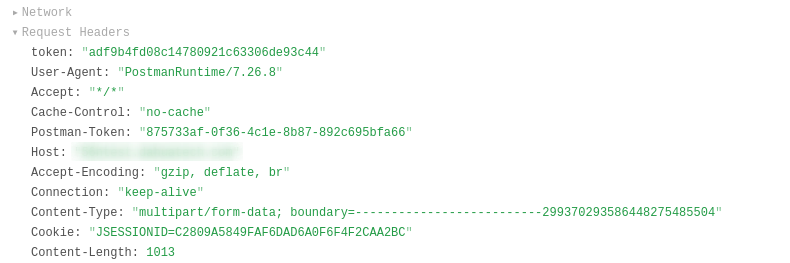 ▸ Network
▾ Request Headers
token: "adf9b4fd08c14780921c63306de93c44"
User-Agent: "PostmanRuntime/7.26.8"
Accept: "*/*"
Cache-Control: "no-cache"
Postman-Token: "875733af-0f36-4c1e-8b87-892c695bfa66"
Host:
Accept-Encoding: "gzip, deflate, br"
Connection: "keep-alive"
Content-Type: "multipart/form-data; boundary=--------------------------299370293586448275485504"
Cookie: "JSESSIONID=C2809A5849FAF6DAD6A0F6F4F2CAA2BC"
Content-Length: 1013